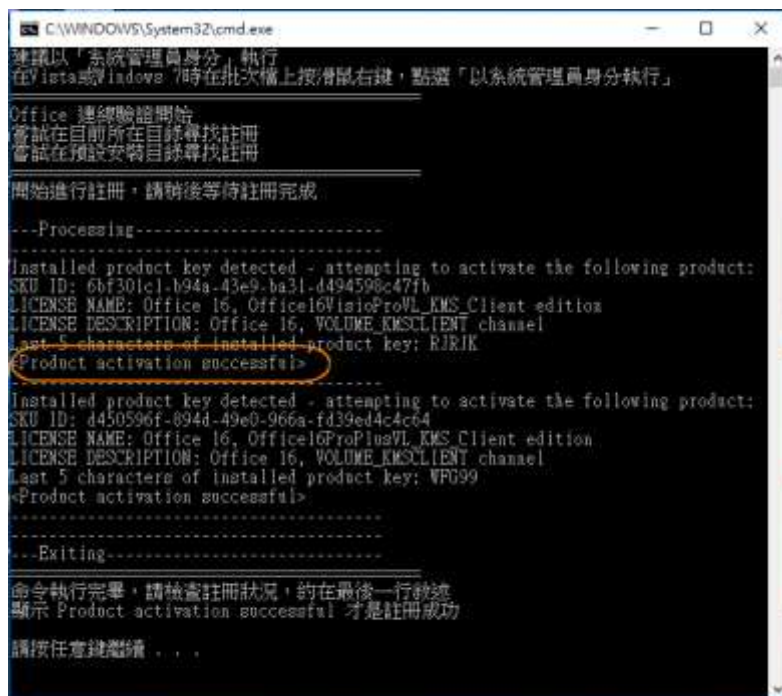 C:\WINDOWS\System32\cmd.exe
建議以「系統管理員身分」執行
在Vista或Windows 7時在批次檔上按滑鼠右鍵，點選「以系統管理員身分執行」
Office 連線驗證開始
嘗試在目前所在目錄尋找註冊
嘗試在預設安裝目錄尋找註冊
開始進行註冊，請稍後等待註冊完成
---Processing--------------------------
---------------------------------------
Installed product key detected - attempting to activate the following product:
SKU ID: 6bf301c1-b94a-43e9-ba31-d494598c47fb
LICENSE NAME: Office 16, Office16VisioProVL_KMS_Client edition
LICENSE DESCRIPTION: Office 16, VOLUME_KMSCLIENT channel
Last 5 characters of installed product key: RJRJK
<Product activation successful>
---------------------------------------
Installed product key detected - attempting to activate the following product:
SKU ID: d450596f-894d-49e0-966a-fd39ed4c4c64
LICENSE NAME: Office 16, Office16ProPlusVL_KMS_Client edition
LICENSE DESCRIPTION: Office 16, VOLUME_KMSCLIENT channel
Last 5 characters of installed product key: WFG99
<Product activation successful>
---------------------------------------
---------------------------------------
---Exiting-----------------------------
命令執行完畢，請檢查註冊狀況，約在最後一行敘述
顯示 Product activation successful 才是註冊成功
請按任意鍵繼續 . . .